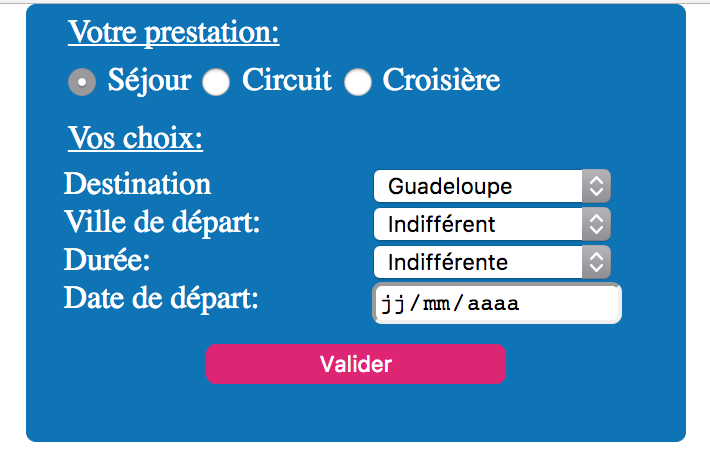 Votre prestation:
Séjour Circuit Croisière
Vos choix:
Destination Guadeloupe
Ville de départ: Indifférent
Durée: Indifférente
Date de départ: jj/mm/aaaa
Valider